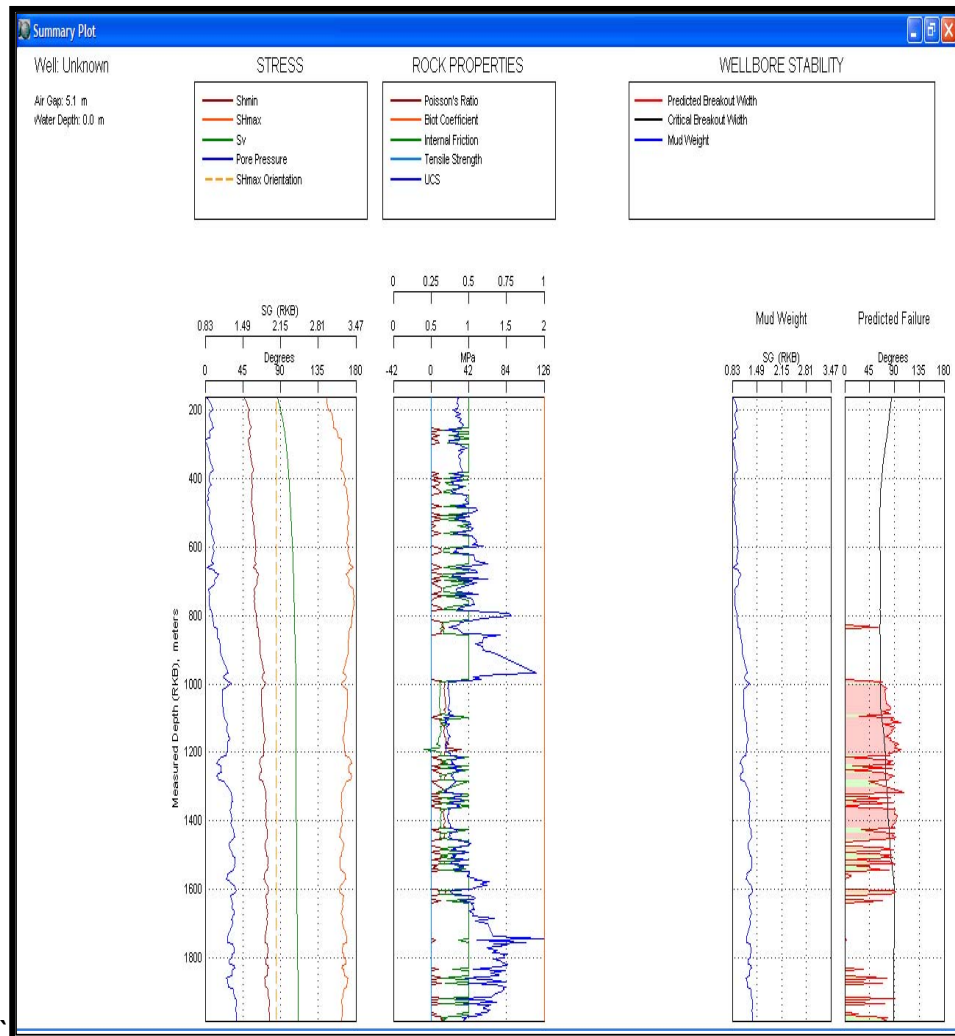 Summary Plot
Well: Unknown
Air Gap: 5.1 m
Water Depth: 0.0 m
STRESS
Shmin
SHmax
Sv
Pore Pressure
SHmax Orientation
ROCK PROPERTIES
Poisson's Ratio
Biot Coefficient
Internal Friction
Tensile Strength
UCS
WELLBORE STABILITY
Predicted Breakout Width
Critical Breakout Width
Mud Weight
SG (RKB)
0.83 1.49 2.15 2.81 3.47
Degrees
0 45 90 135 180
0 0.25 0.5 0.75 1
0 0.5 1 1.5 2
MPa
-42 0 42 84 126
Mud Weight
SG (RKB)
0.83 1.49 2.15 2.81 3.47
Predicted Failure
Degrees
0 45 90 135 180
Measured Depth (RKB), meters
200
400
600
800
1000
1200
1400
1600
1800